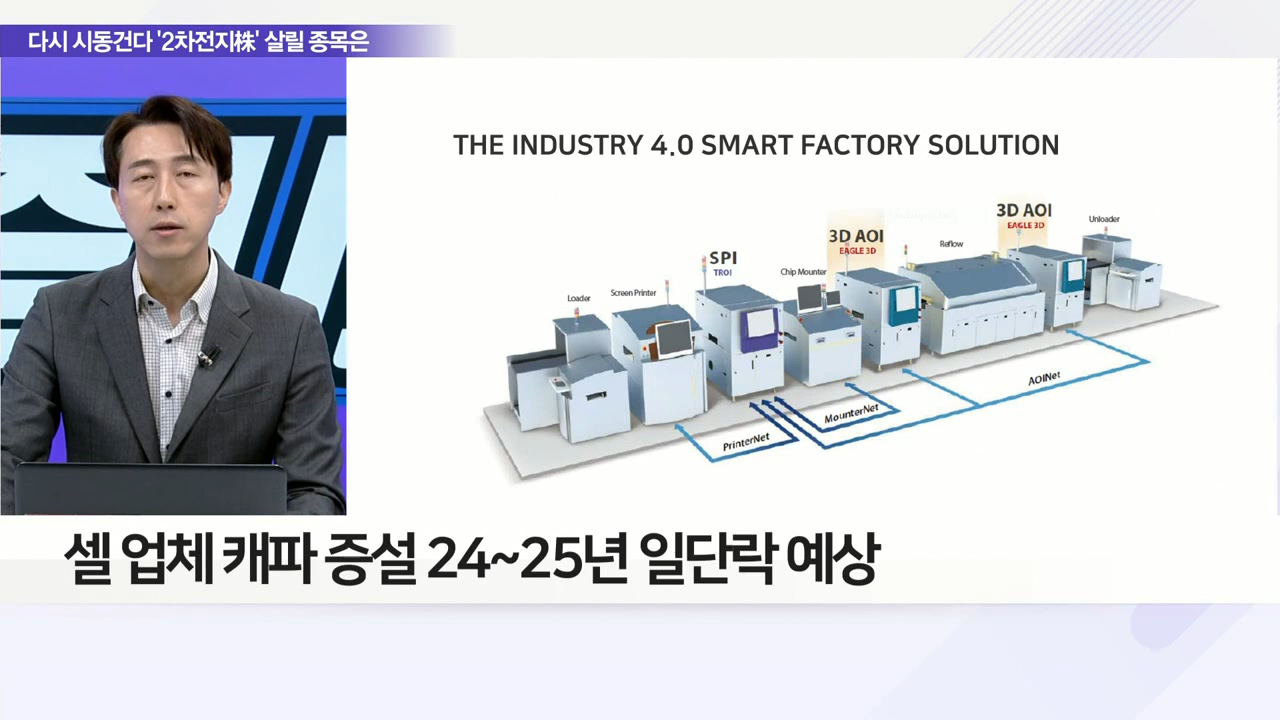 다시 시동건다 '2차전지株' 살릴 종목은
THE INDUSTRY 4.0 SMART FACTORY SOLUTION
3D AOI
EAGLE 3D
Unloader
3D AOI
EAGLE 3D
Reflow
SPI
TROI
Chip Mounter
Screen Printer
Loader
AOINet
MounterNet
PrinterNet
셀 업체 캐파 증설 24~25년 일단락 예상